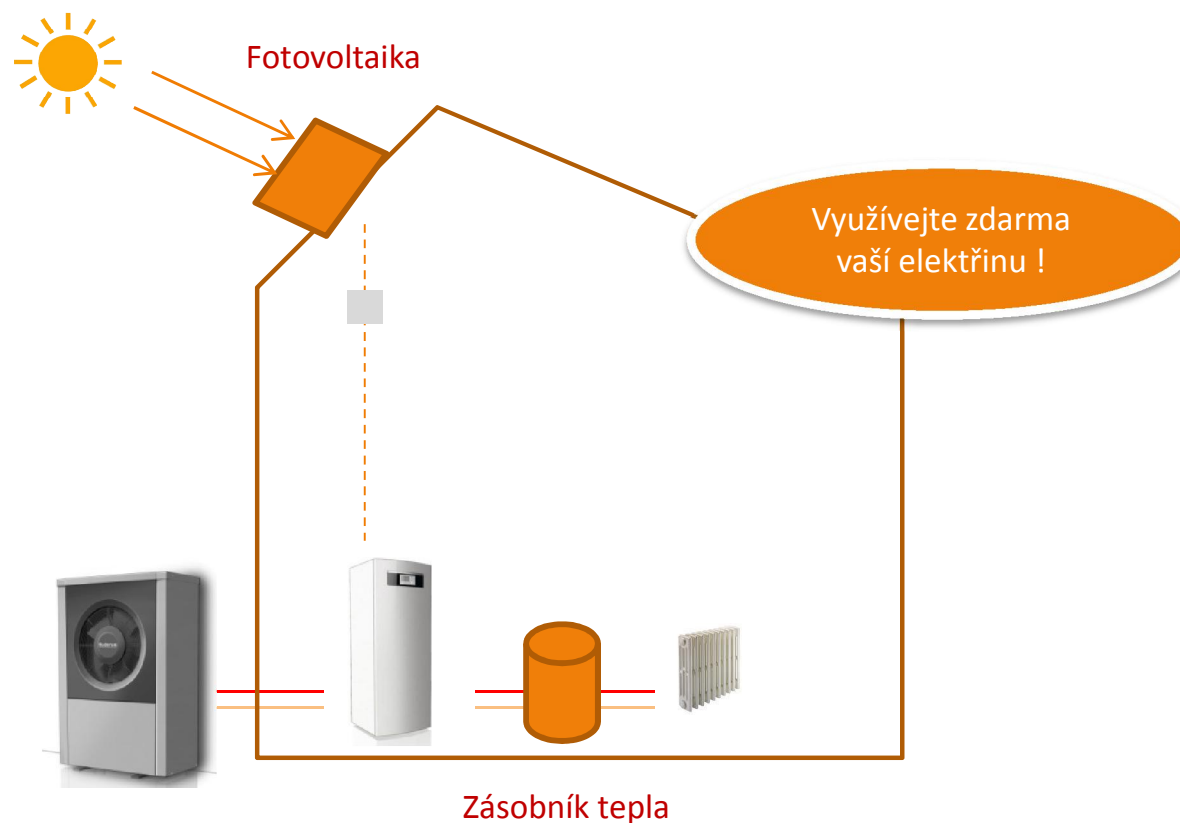 Fotovoltaika
Využívejte zdarma
vaší elektřinu !
Zásobník tepla